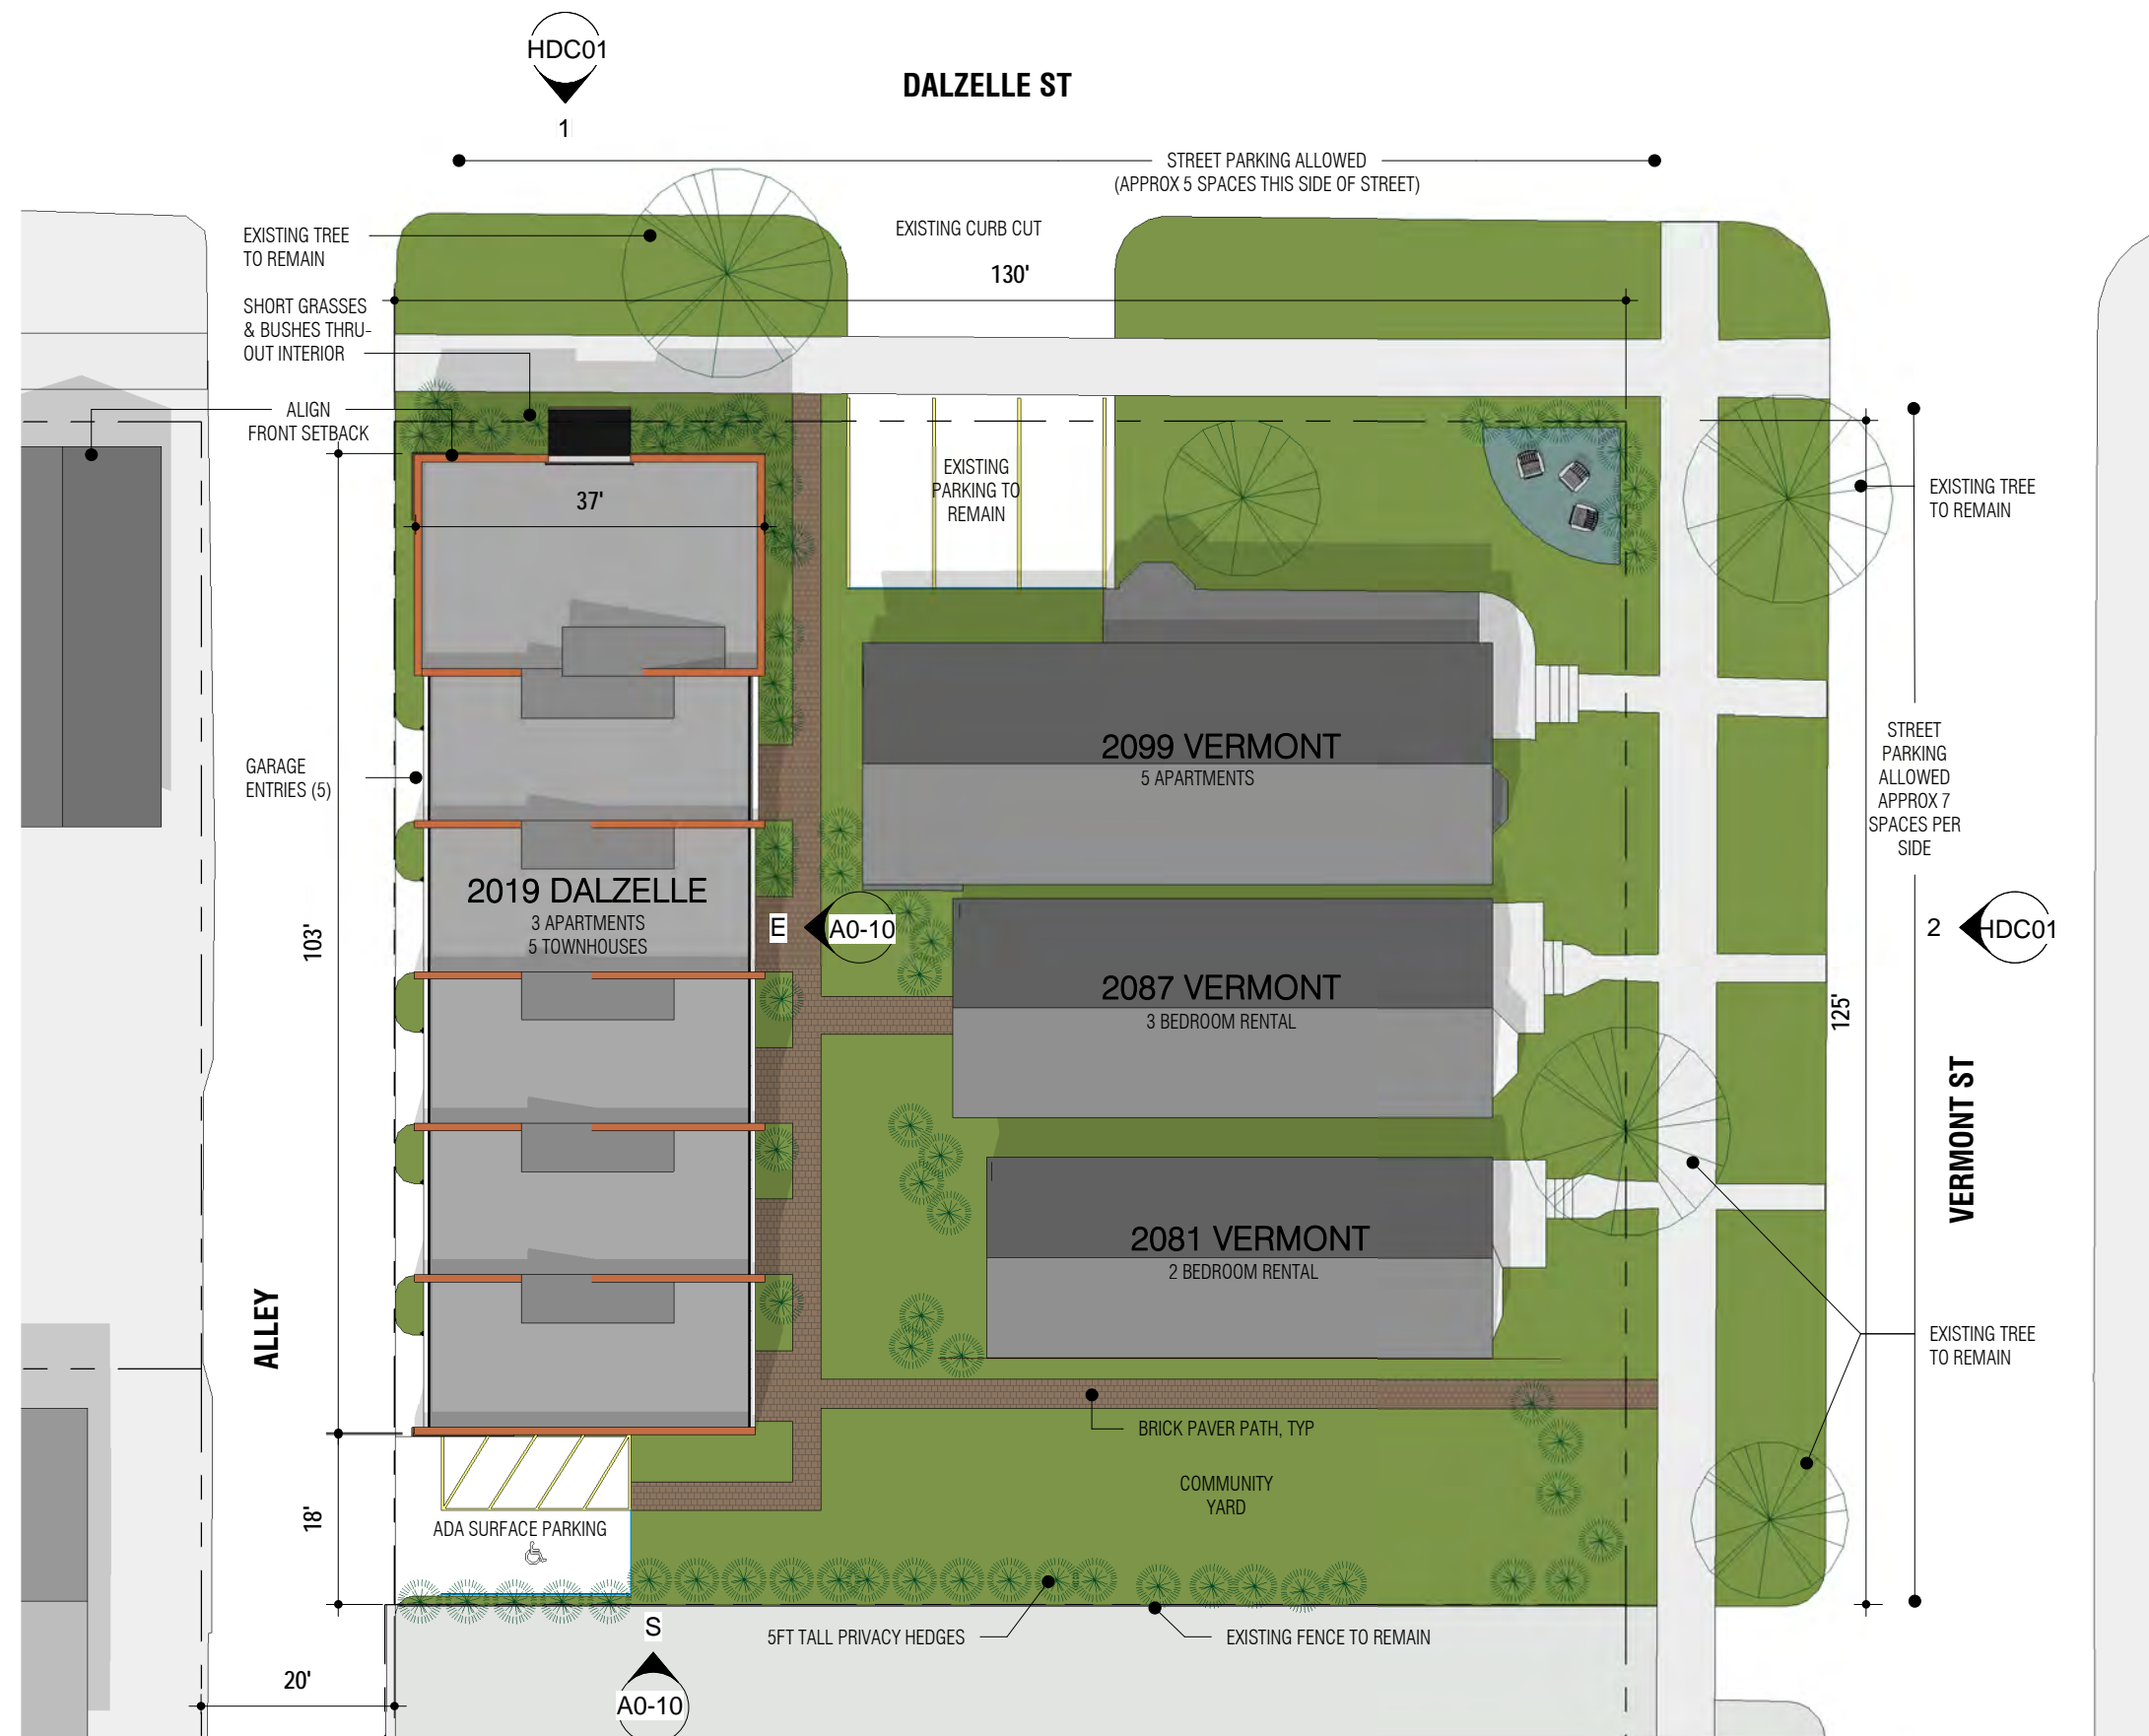 HDC01
1
DALZELLE ST
STREET PARKING ALLOWED
(APPROX 5 SPACES THIS SIDE OF STREET)
EXISTING TREE
TO REMAIN
EXISTING CURB CUT
130'
SHORT GRASSES
& BUSHES THRU-
OUT INTERIOR
ALIGN
FRONT SETBACK
37'
EXISTING
PARKING TO
REMAIN
EXISTING TREE
TO REMAIN
GARAGE
ENTRIES (5)
2099 VERMONT
5 APARTMENTS
STREET
PARKING
ALLOWED
APPROX 7
SPACES PER
SIDE
2019 DALZELLE
3 APARTMENTS
5 TOWNHOUSES
103'
E
A0-10
2
HDC01
2087 VERMONT
3 BEDROOM RENTAL
125'
VERMONT ST
2081 VERMONT
2 BEDROOM RENTAL
ALLEY
EXISTING TREE
TO REMAIN
BRICK PAVER PATH, TYP
COMMUNITY
YARD
18'
ADA SURFACE PARKING
S
5FT TALL PRIVACY HEDGES
EXISTING FENCE TO REMAIN
20'
A0-10